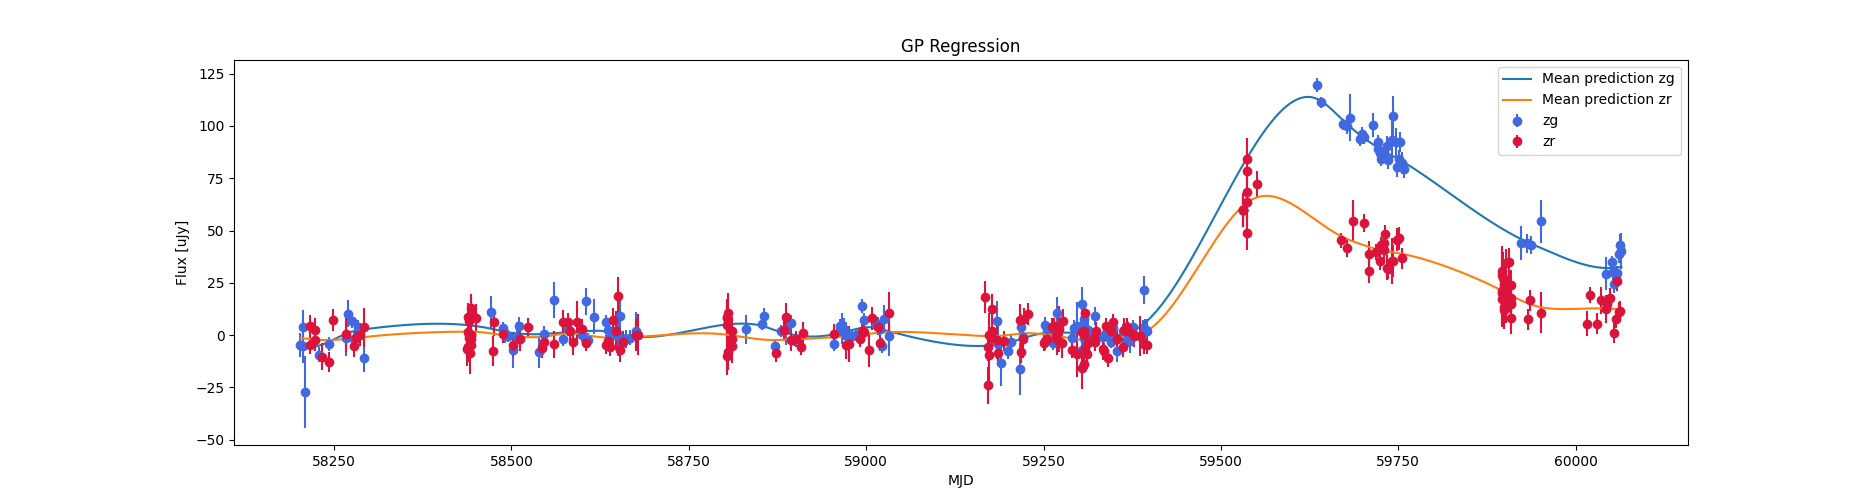 GP Regression
Flux [uJy]
125
100
75
50
25
0
−25
−50
Mean prediction zg
Mean prediction zr
zg
zr
58250 58500 58750 59000 59250 59500 59750 60000
MJD